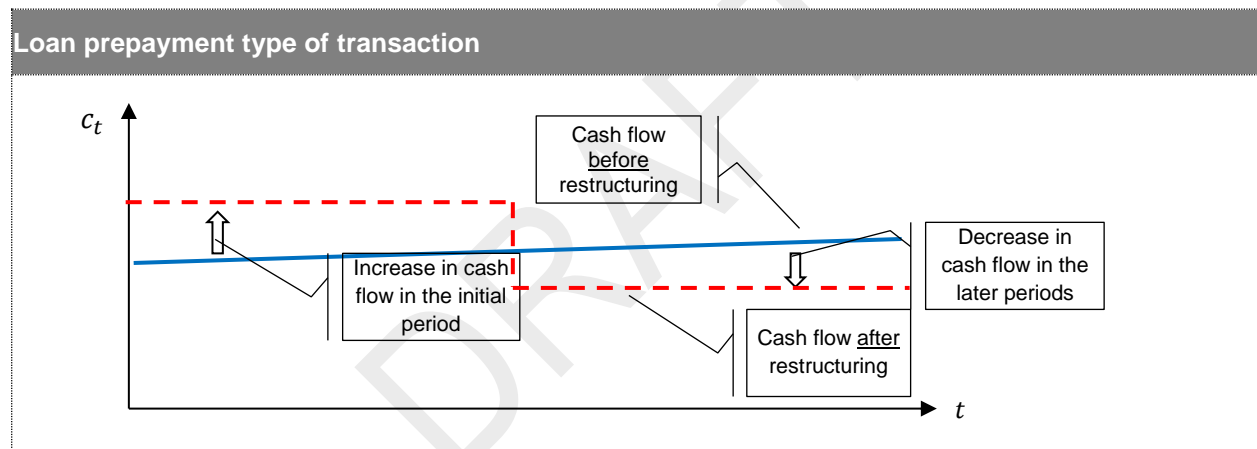 Loan prepayment type of transaction
c_t
Cash flow
before
restructuring
Decrease in
cash flow in the
later periods
Increase in cash
flow in the initial
period
Cash flow after
restructuring
t
DRAFT